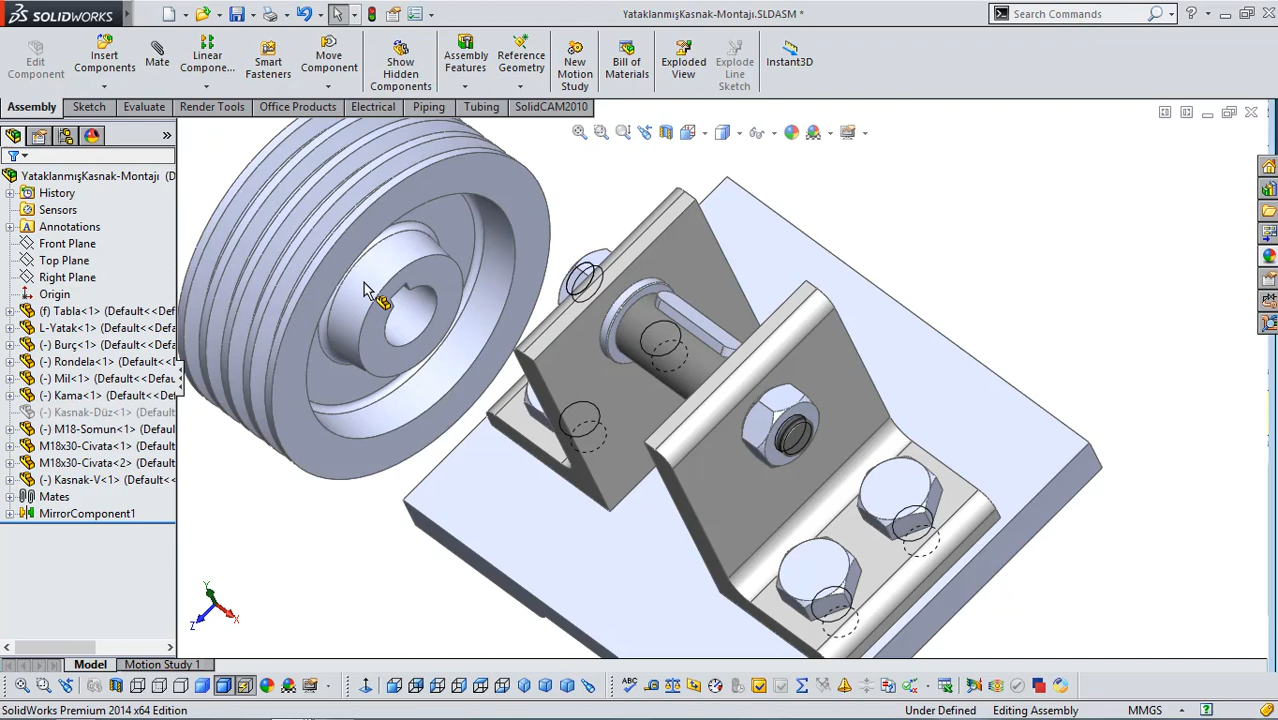 SOLIDWORKS
YataklanmışKasnak-Montajı.SLDASM *
Search Commands
Edit Component
Insert Components
Mate
Linear Compone...
Smart Fasteners
Move Component
Show Hidden Components
Assembly Features
Reference Geometry
New Motion Study
Bill of Materials
Exploded View
Explode Line Sketch
Instant3D
Assembly
Sketch
Evaluate
Render Tools
Office Products
Electrical
Piping
Tubing
SolidCAM2010
YataklanmışKasnak-Montajı (D
History
Sensors
Annotations
Front Plane
Top Plane
Right Plane
Origin
(f) Tabla<1> (Default<<Def
L-Yatak<1> (Default<<Defa
(-) Burç<1> (Default<<Defa
(-) Rondela<1> (Default<<D
(-) Mil<1> (Default<<Defau
(-) Kama<1> (Default<<Def
(-) Kasnak-Düz<1> (Default
(-) M18-Somun<1> (Default
M18x30-Civata<1> (Default
M18x30-Civata<2> (Default
(-) Kasnak-V<1> (Default<<
Mates
MirrorComponent1
Y
Z
X
Model
Motion Study 1
SolidWorks Premium 2014 x64 Edition
Under Defined
Editing Assembly
MMGS